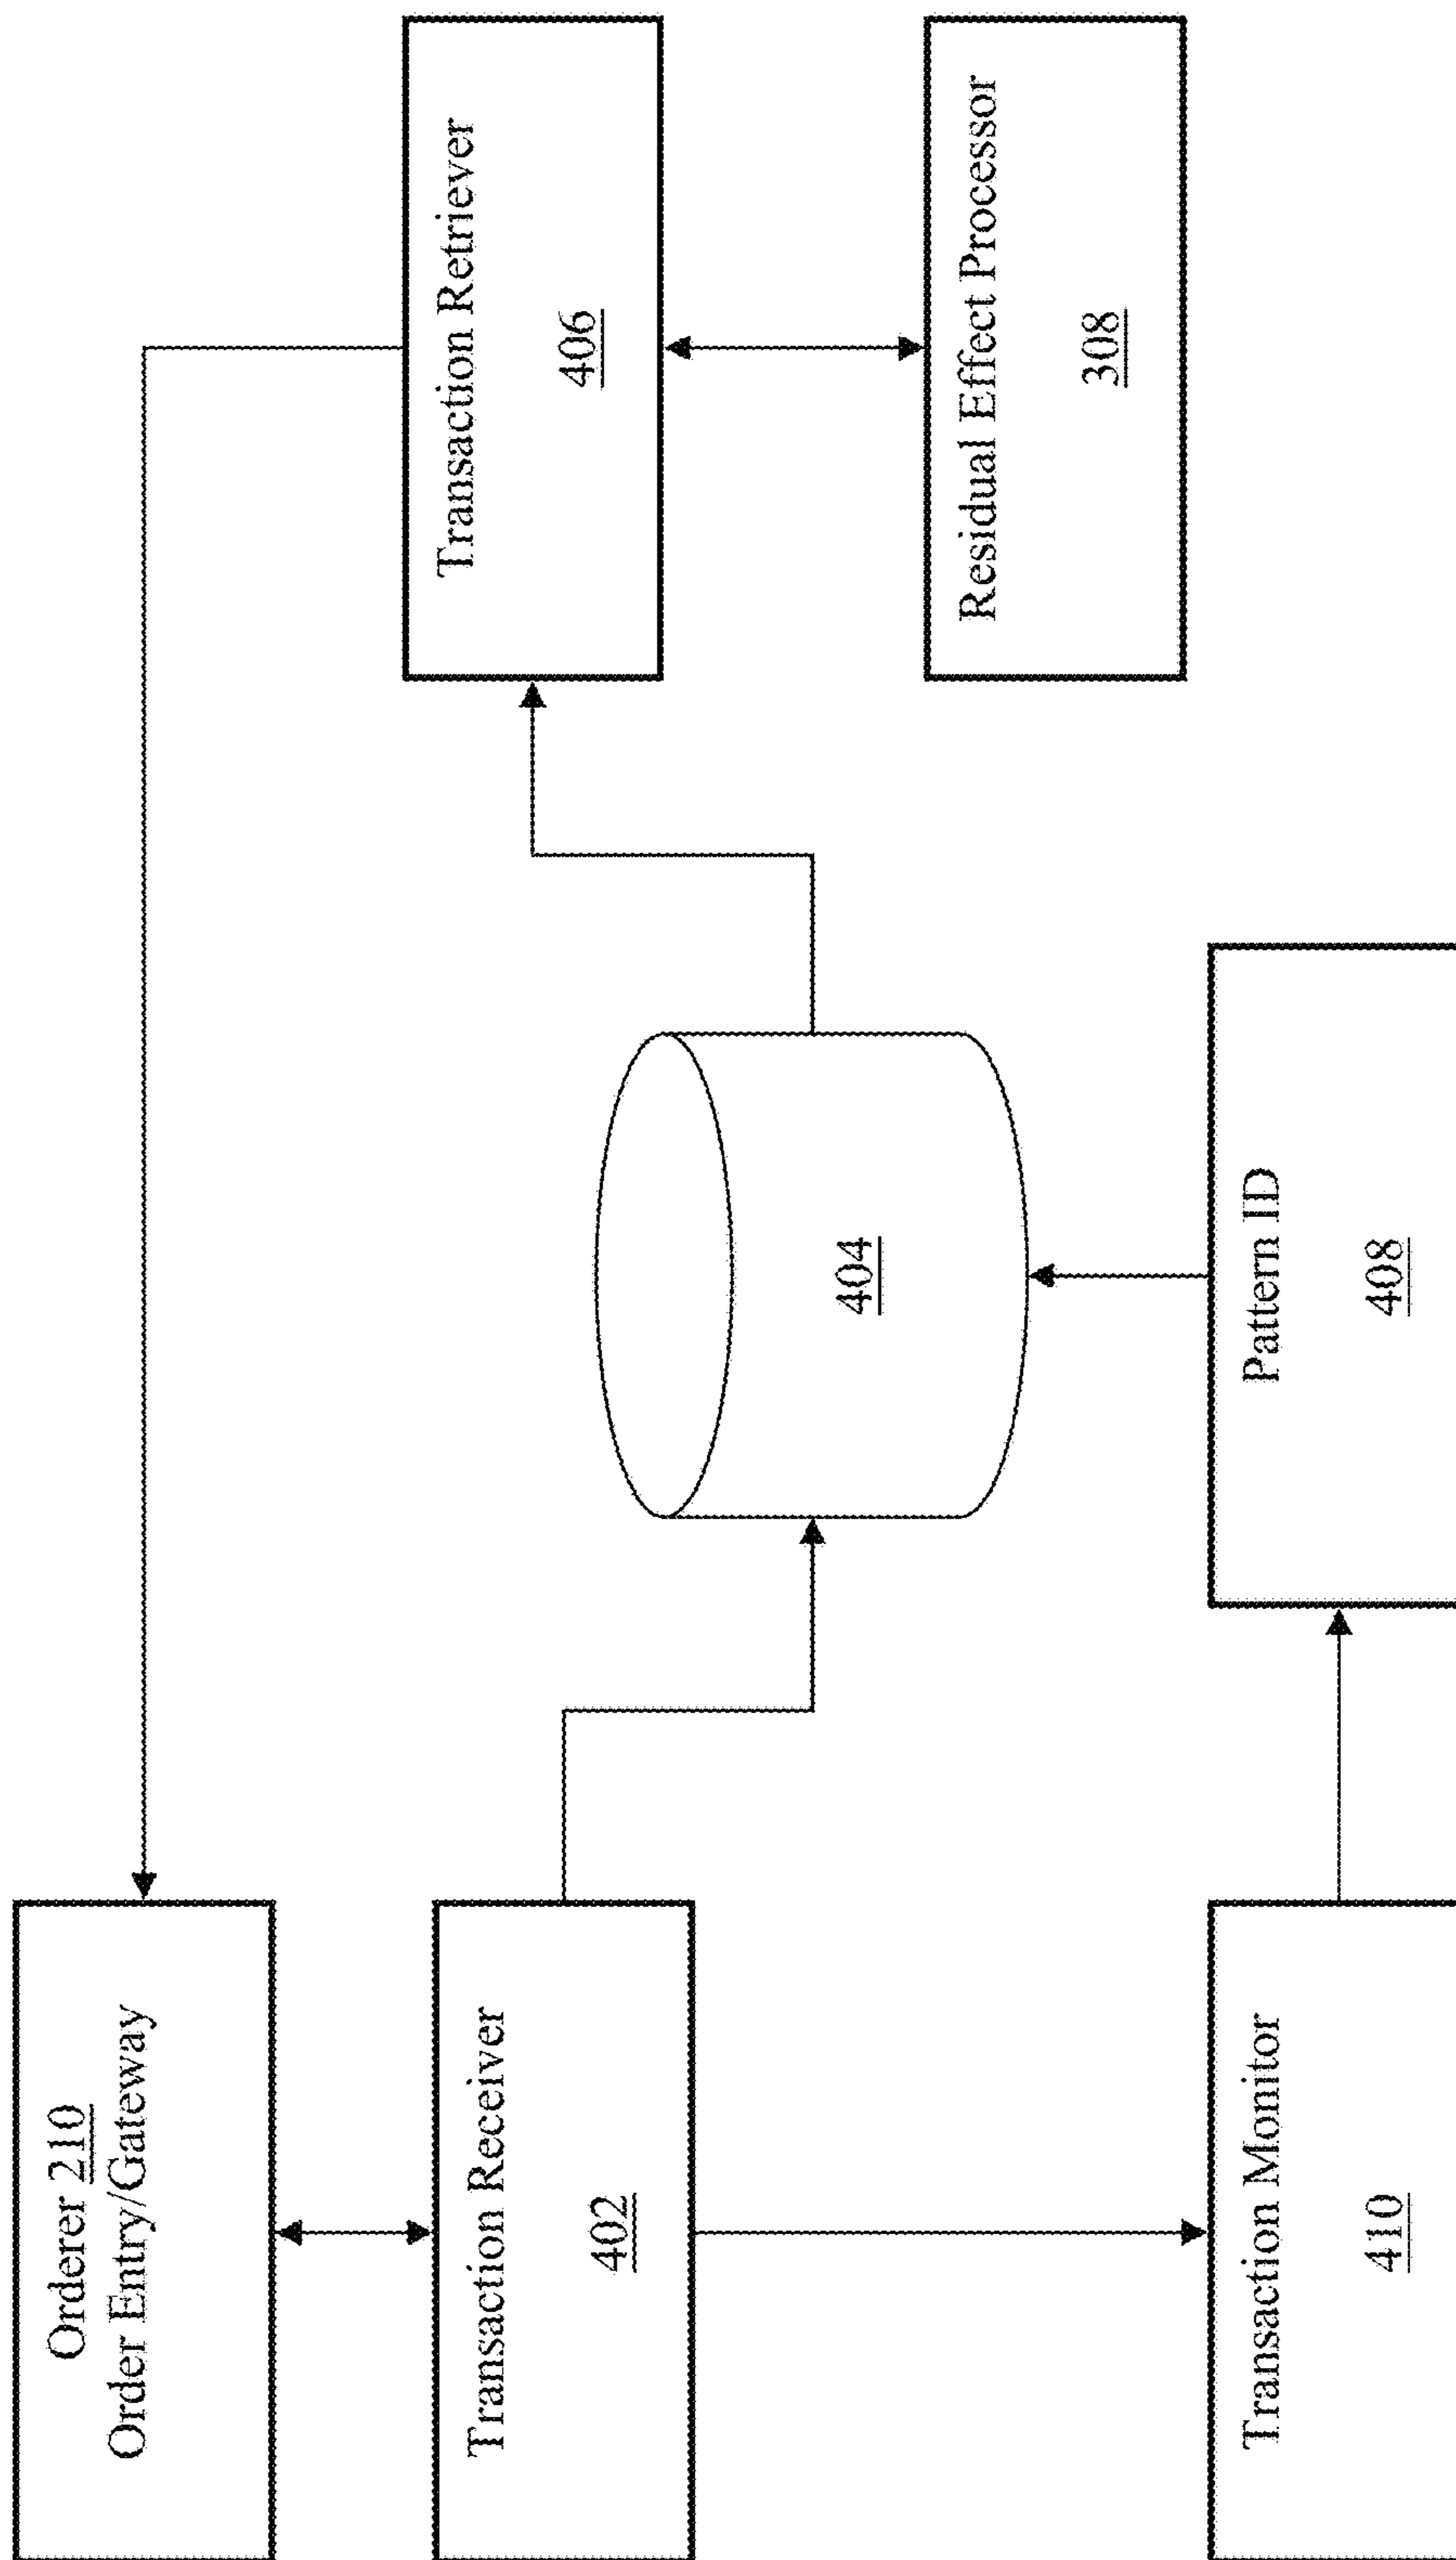 Orderer 210
Order Entry/Gateway
Transaction Receiver
402
Transaction Monitor
410
404
Pattern ID
408
Transaction Retriever
406
Residual Effect Processor
308